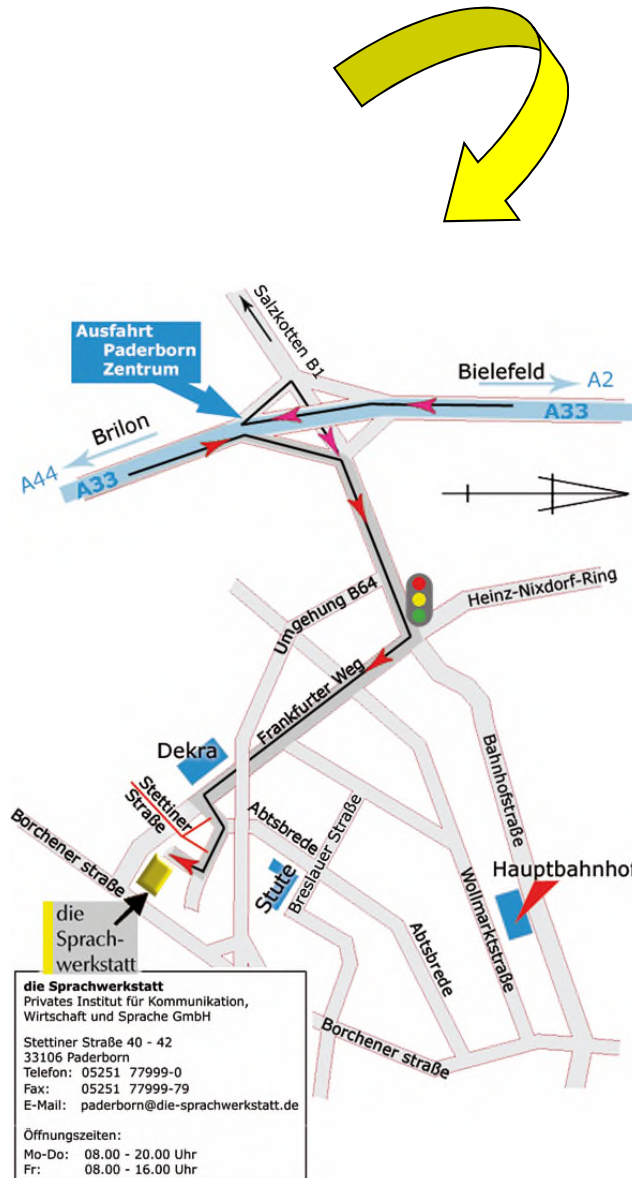 Salzkotten B1
Ausfahrt
Paderborn
Zentrum
Bielefeld
A2
A33
Brilon
A44
A33
Umgehung B64
Heinz-Nixdorf-Ring
Frankfurter Weg
Dekra
Stettiner
Straße
Abtsbrede
Bahnhofstraße
Borchener straße
Stute
Breslauer Straße
Hauptbahnhof
Wollmarktstraße
Abtsbrede
die
Sprach-
werkstatt
Borchener straße
die Sprachwerkstatt
Privates Institut für Kommunikation,
Wirtschaft und Sprache GmbH
Stettiner Straße 40 - 42
33106 Paderborn
Telefon: 05251 77999-0
Fax: 05251 77999-79
E-Mail: paderborn@die-sprachwerkstatt.de
Öffnungszeiten:
Mo-Do: 08.00 - 20.00 Uhr
Fr: 08.00 - 16.00 Uhr